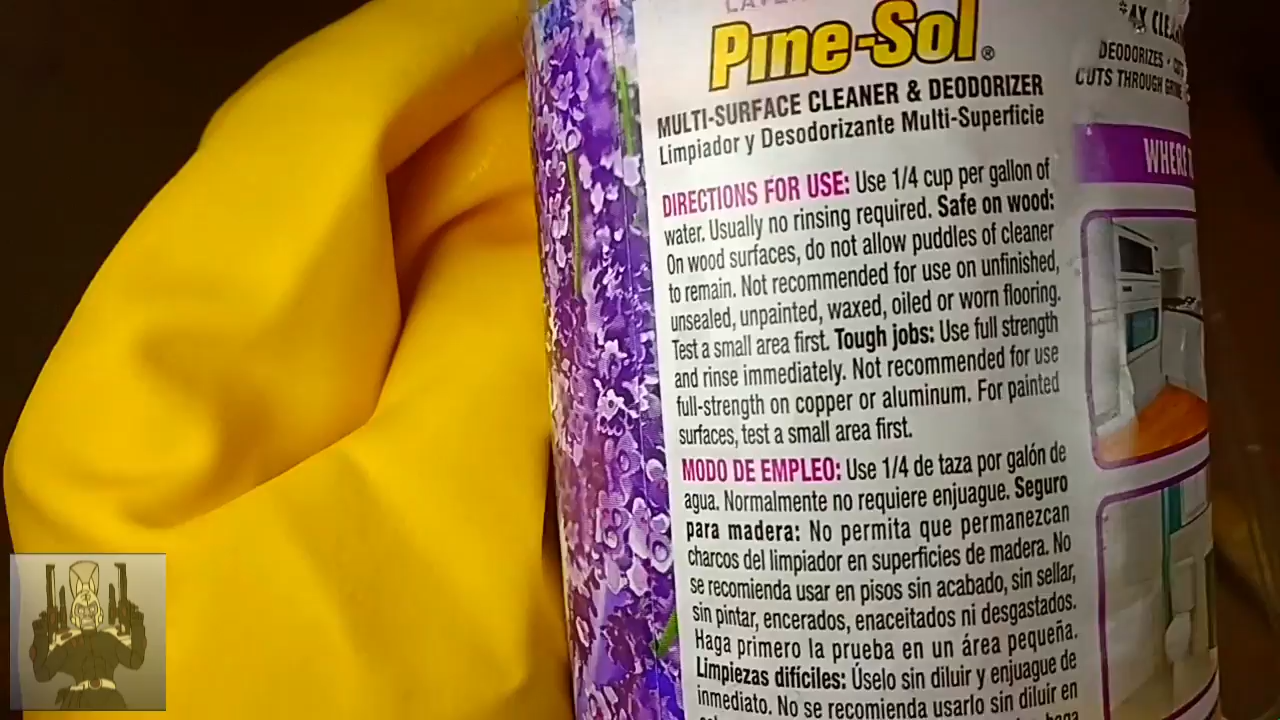 Pine-Sol®
MULTI-SURFACE CLEANER & DEODORIZER
Limpiador y Desodorizante Multi-Superficie
DIRECTIONS FOR USE: Use 1/4 cup per gallon of
water. Usually no rinsing required. Safe on wood:
On wood surfaces, do not allow puddles of cleaner
to remain. Not recommended for use on unfinished,
unsealed, unpainted, waxed, oiled or worn flooring.
Test a small area first. Tough jobs: Use full strength
and rinse immediately. Not recommended for use
full-strength on copper or aluminum. For painted
surfaces, test a small area first.
MODO DE EMPLEO: Use 1/4 de taza por galón de
agua. Normalmente no requiere enjuague. Seguro
para madera: No permita que permanezcan
charcos del limpiador en superficies de madera. No
se recomienda usar en pisos sin acabado, sin sellar,
sin pintar, encerados, enaceitados ni desgastados.
Haga primero la prueba en un área pequeña.
Limpiezas difíciles: Úselo sin diluir y enjuague de
inmediato. No se recomienda usarlo sin diluir en
*4X
DEODORIZES •
CUTS THROUGH
WHERE